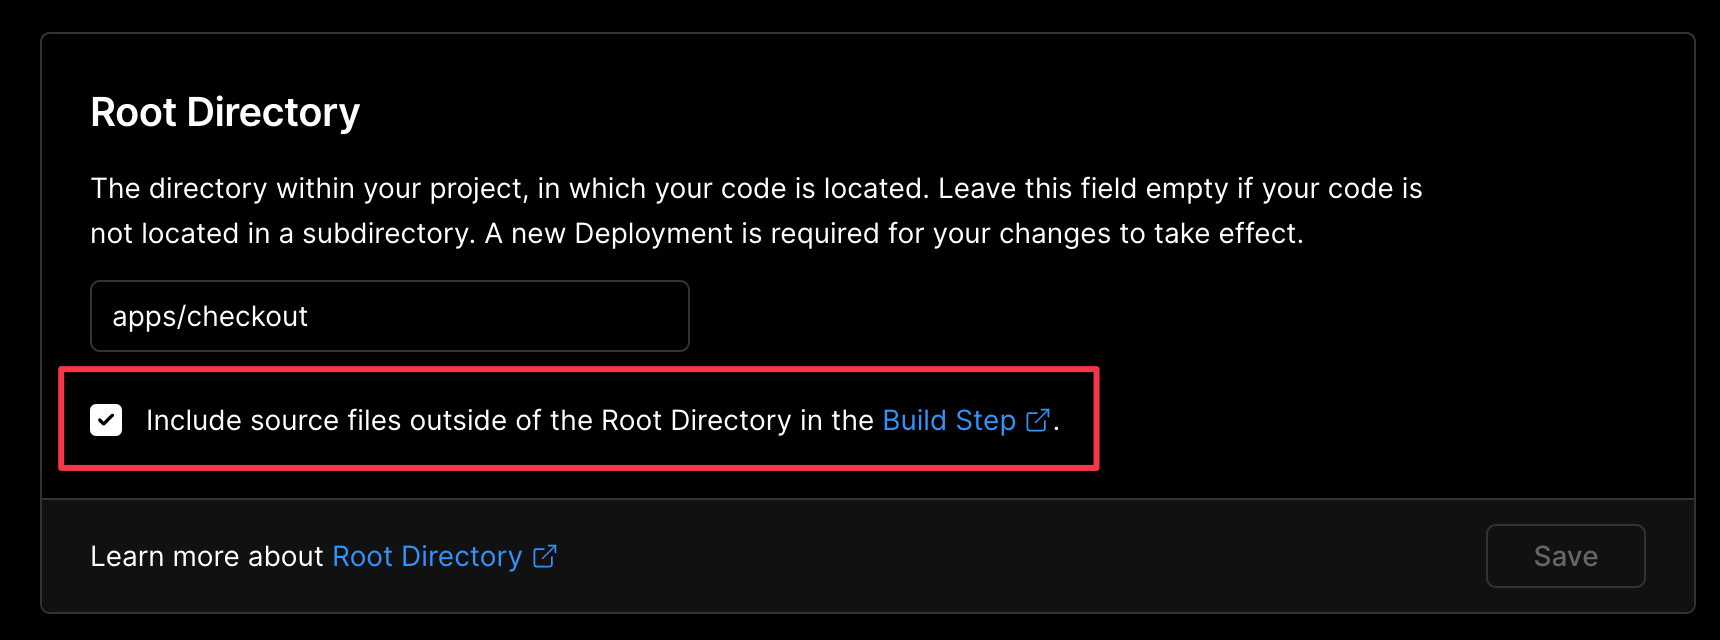 Root Directory
The directory within your project, in which your code is located. Leave this field empty if your code is
not located in a subdirectory. A new Deployment is required for your changes to take effect.
apps/checkout
Include source files outside of the Root Directory in the Build Step.
Learn more about Root Directory
Save